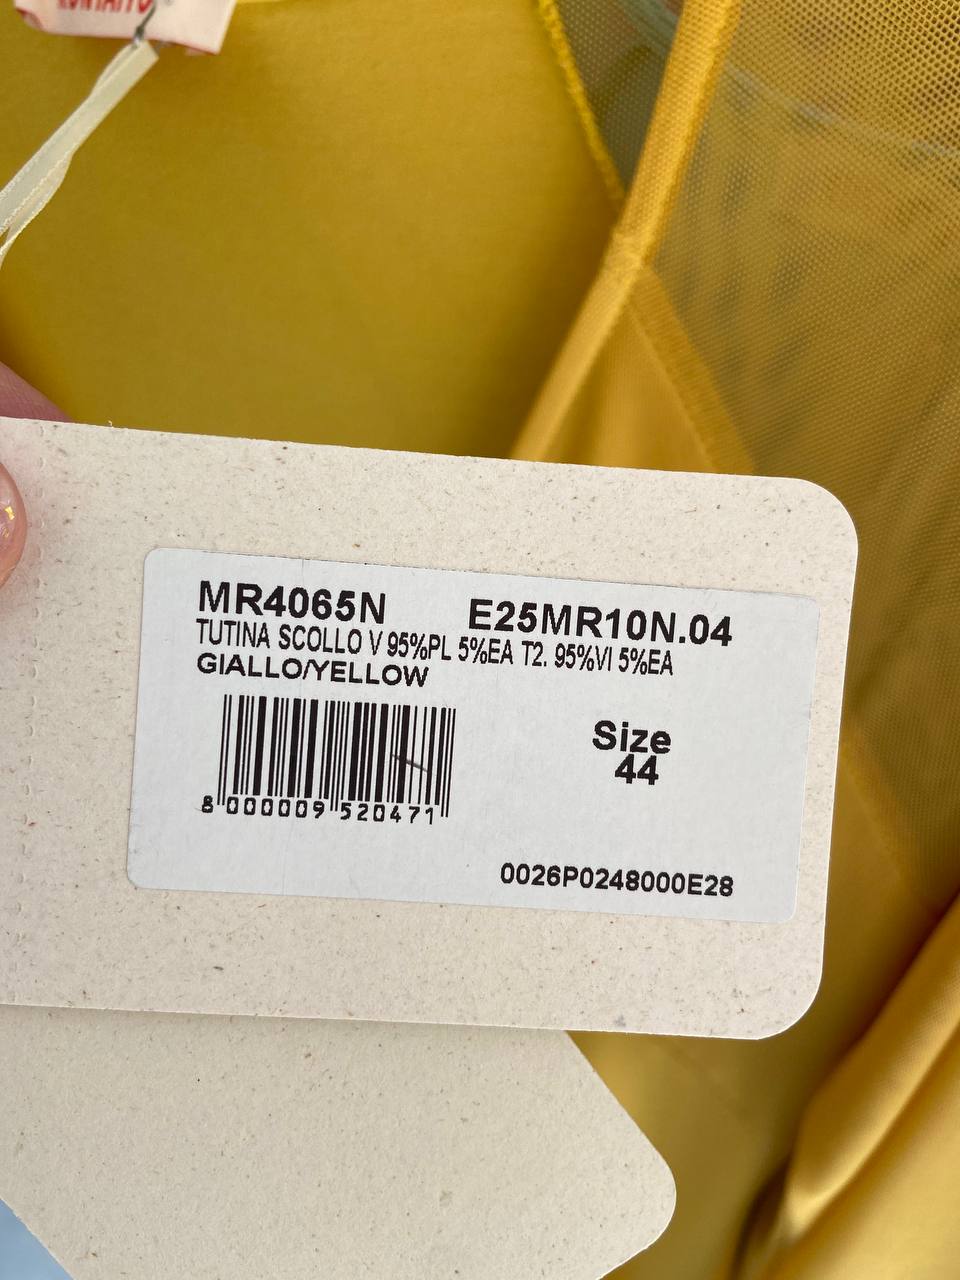 MR4065N E25MR10N.04
TUTINA SCOLLO V 95%PL 5%EA T2. 95%VI 5%EA
GIALLO/YELLOW
Size
44
8 000009 520471
0026P0248000E28